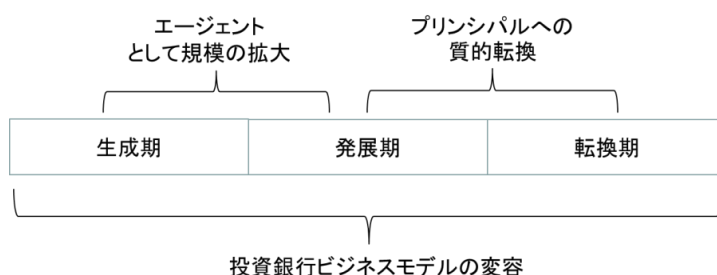 エージェント
として規模の拡大
プリンシパルへの
質的転換
生成期
発展期
転換期
投資銀行ビジネスモデルの変容